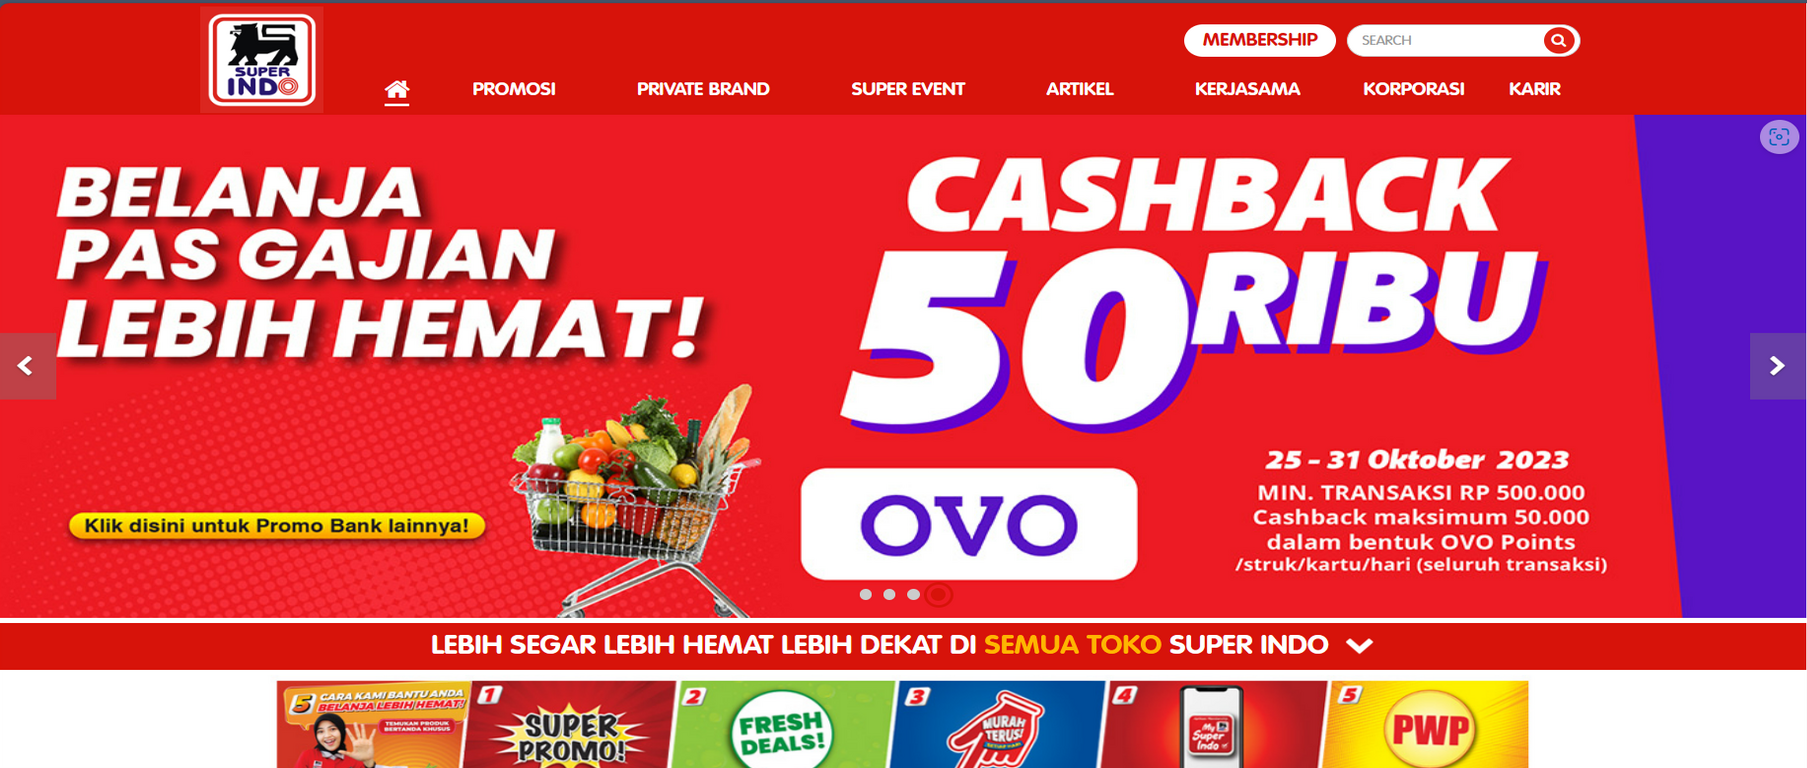 SUPER
INDO
MEMBERSHIP
SEARCH
PROMOSI
PRIVATE BRAND
SUPER EVENT
ARTIKEL
KERJASAMA
KORPORASI
KARIR
BELANJA
PAS GAJIAN
LEBIH HEMAT!
Klik disini untuk Promo Bank lainnya!
CASHBACK
50 RIBU
OVO
25 - 31 Oktober 2023
MIN. TRANSAKSI RP 500.000
Cashback maksimum 50.000
dalam bentuk OVO Points
/struk/kartu/hari (seluruh transaksi)
LEBIH SEGAR LEBIH HEMAT LEBIH DEKAT DI SEMUA TOKO SUPER INDO
5 CARA KAMI BANTU ANDA
BELANJA LEBIH HEMAT!
TEMUKAN PRODUK
BERTANDA KHUSUS
1
SUPER
PROMO!
2
FRESH
DEALS!
3
MURAH
TERUS!
SETIAP HARI
4
My
Super
Indo
5
PWP